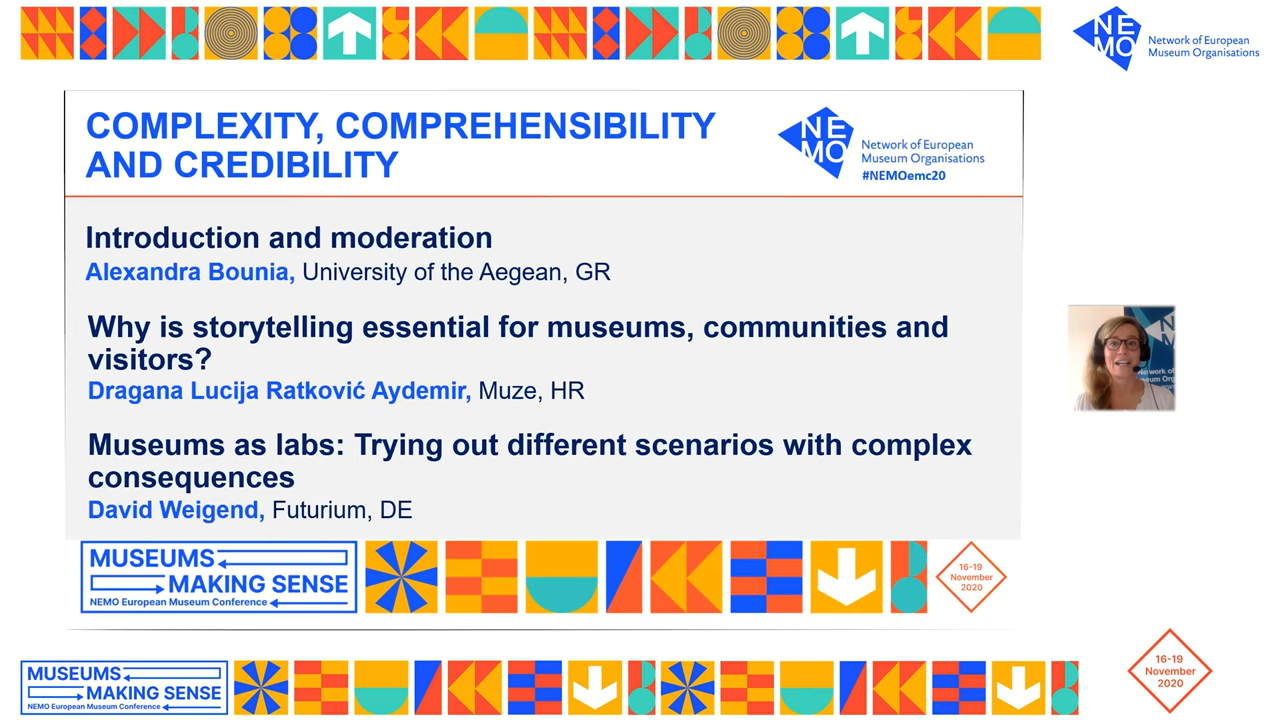 NE
MO
Network of European
Museum Organisations
COMPLEXITY, COMPREHENSIBILITY
AND CREDIBILITY
NE
MO
Network of European
Museum Organisations
#NEMOemc20
Introduction and moderation
Alexandra Bounia, University of the Aegean, GR
Why is storytelling essential for museums, communities and
visitors?
Dragana Lucija Ratković Aydemir, Muze, HR
Museums as labs: Trying out different scenarios with complex
consequences
David Weigend, Futurium, DE
MUSEUMS
MAKING SENSE
NEMO European Museum Conference
16-19
November
2020
MUSEUMS
MAKING SENSE
NEMO European Museum Conference
16-19
November
2020